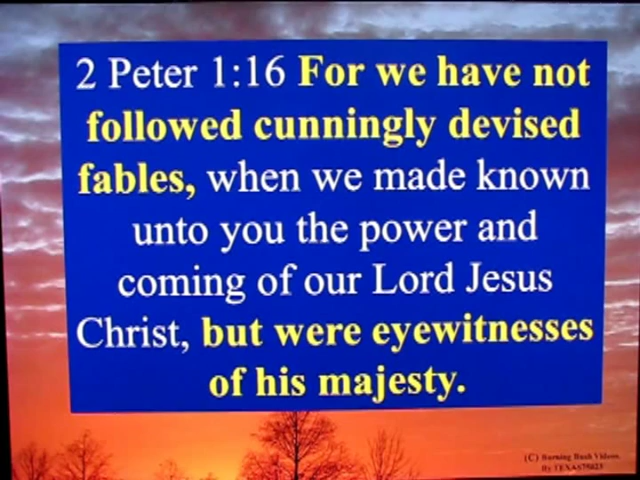 2 Peter 1:16 For we have not
followed cunningly devised
fables, when we made known
unto you the power and
coming of our Lord Jesus
Christ, but were eyewitnesses
of his majesty.
(C) Burning Bush Videos.
By